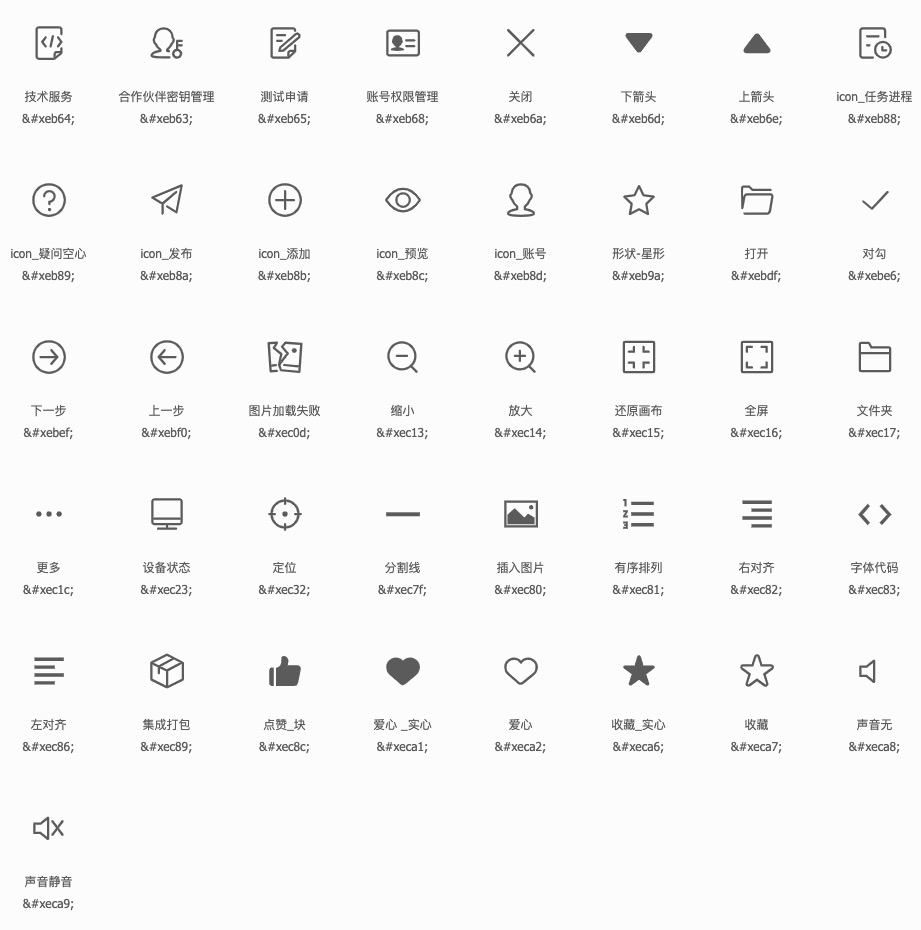 技术服务 合作伙伴密钥管理 测试申请 账号权限管理 关闭 下箭头 上箭头 icon_任务进程
&#xeb64; &#xeb63; &#xeb65; &#xeb68; &#xeb6a; &#xeb6d; &#xeb6e; &#xeb88;
icon_疑问空心 icon_发布 icon_添加 icon_预览 icon_账号 形状-星形 打开 对勾
&#xeb89; &#xeb8a; &#xeb8b; &#xeb8c; &#xeb8d; &#xeb9a; &#xebdf; &#xebe6;
下一步 上一步 图片加载失败 缩小 放大 还原画布 全屏 文件夹
&#xebef; &#xebf0; &#xec0d; &#xec13; &#xec14; &#xec15; &#xec16; &#xec17;
1
2
3
更多 设备状态 定位 分割线 插入图片 有序排列 右对齐 字体代码
&#xec1c; &#xec23; &#xec32; &#xec7f; &#xec80; &#xec81; &#xec82; &#xec83;
左对齐 集成打包 点赞_块 爱心 _实心 爱心 收藏_实心 收藏 声音无
&#xec86; &#xec89; &#xec8c; &#xeca1; &#xeca2; &#xeca6; &#xeca7; &#xeca8;
声音静音
&#xeca9;